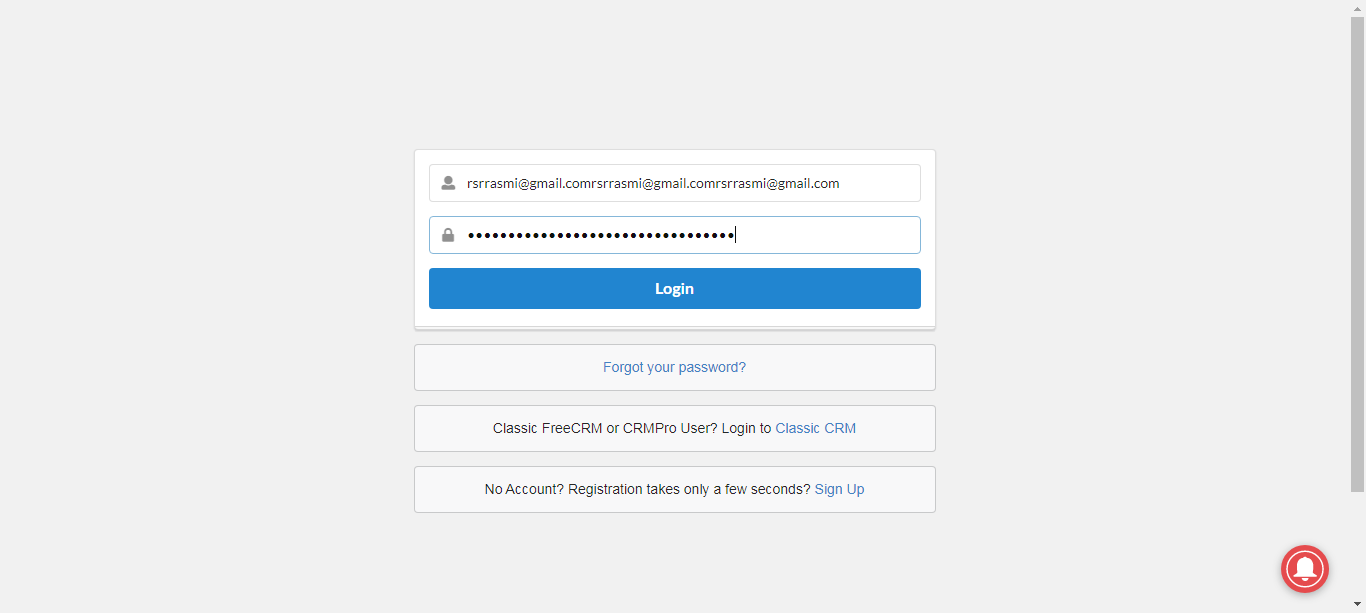 rsrrasmi@gmail.comrsrrasmi@gmail.comrsrrasmi@gmail.com
•••••••••••••••••••••••••••••••••
Login
Forgot your password?
Classic FreeCRM or CRMPro User? Login to Classic CRM
No Account? Registration takes only a few seconds? Sign Up